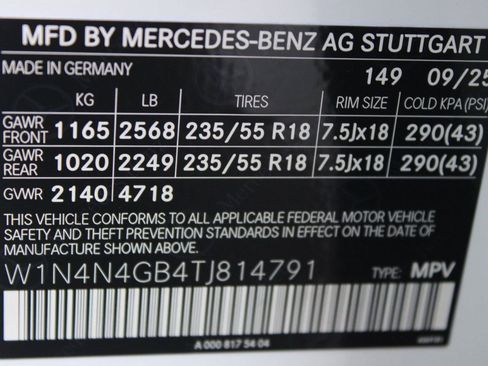 MFD BY MERCEDES-BENZ AG STUTTGART
MADE IN GERMANY 149 09/25
KG LB TIRES RIM SIZE COLD KPA (PSI)
GAWR FRONT 1165 2568 235/55 R18 7.5Jx18 290(43)
GAWR REAR 1020 2249 235/55 R18 7.5Jx18 290(43)
GVWR 2140 4718
THIS VEHICLE CONFORMS TO ALL APPLICABLE FEDERAL MOTOR VEHICLE
SAFETY AND THEFT PREVENTION STANDARDS IN EFFECT ON THE DATE OF
MANUFACTURE SHOWN ABOVE.
W1N4N4GB4TJ814791 TYPE: MPV
A 000 817 54 04